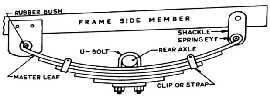 RUBBER BUSH
FRAME SIDE MEMBER
SHACKLE
SPRING EYE
U-BOLT
REAR AXLE
MASTER LEAF
CLIP OR STRAP